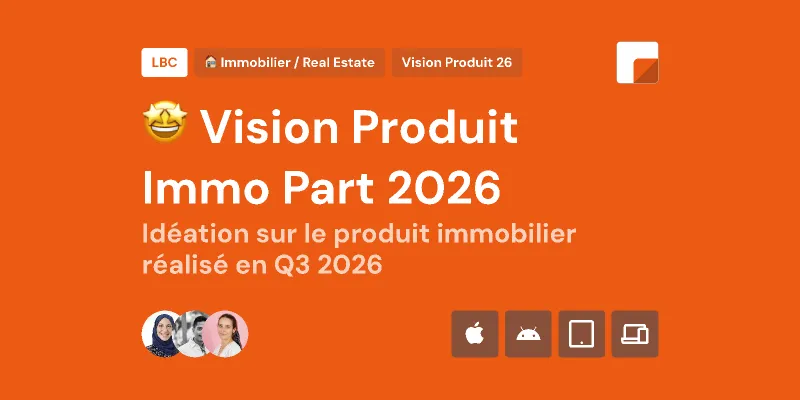 LBC
Immobilier / Real Estate
Vision Produit 26
Vision Produit
Immo Part 2026
Idéation sur le produit immobilier
réalisé en Q3 2026